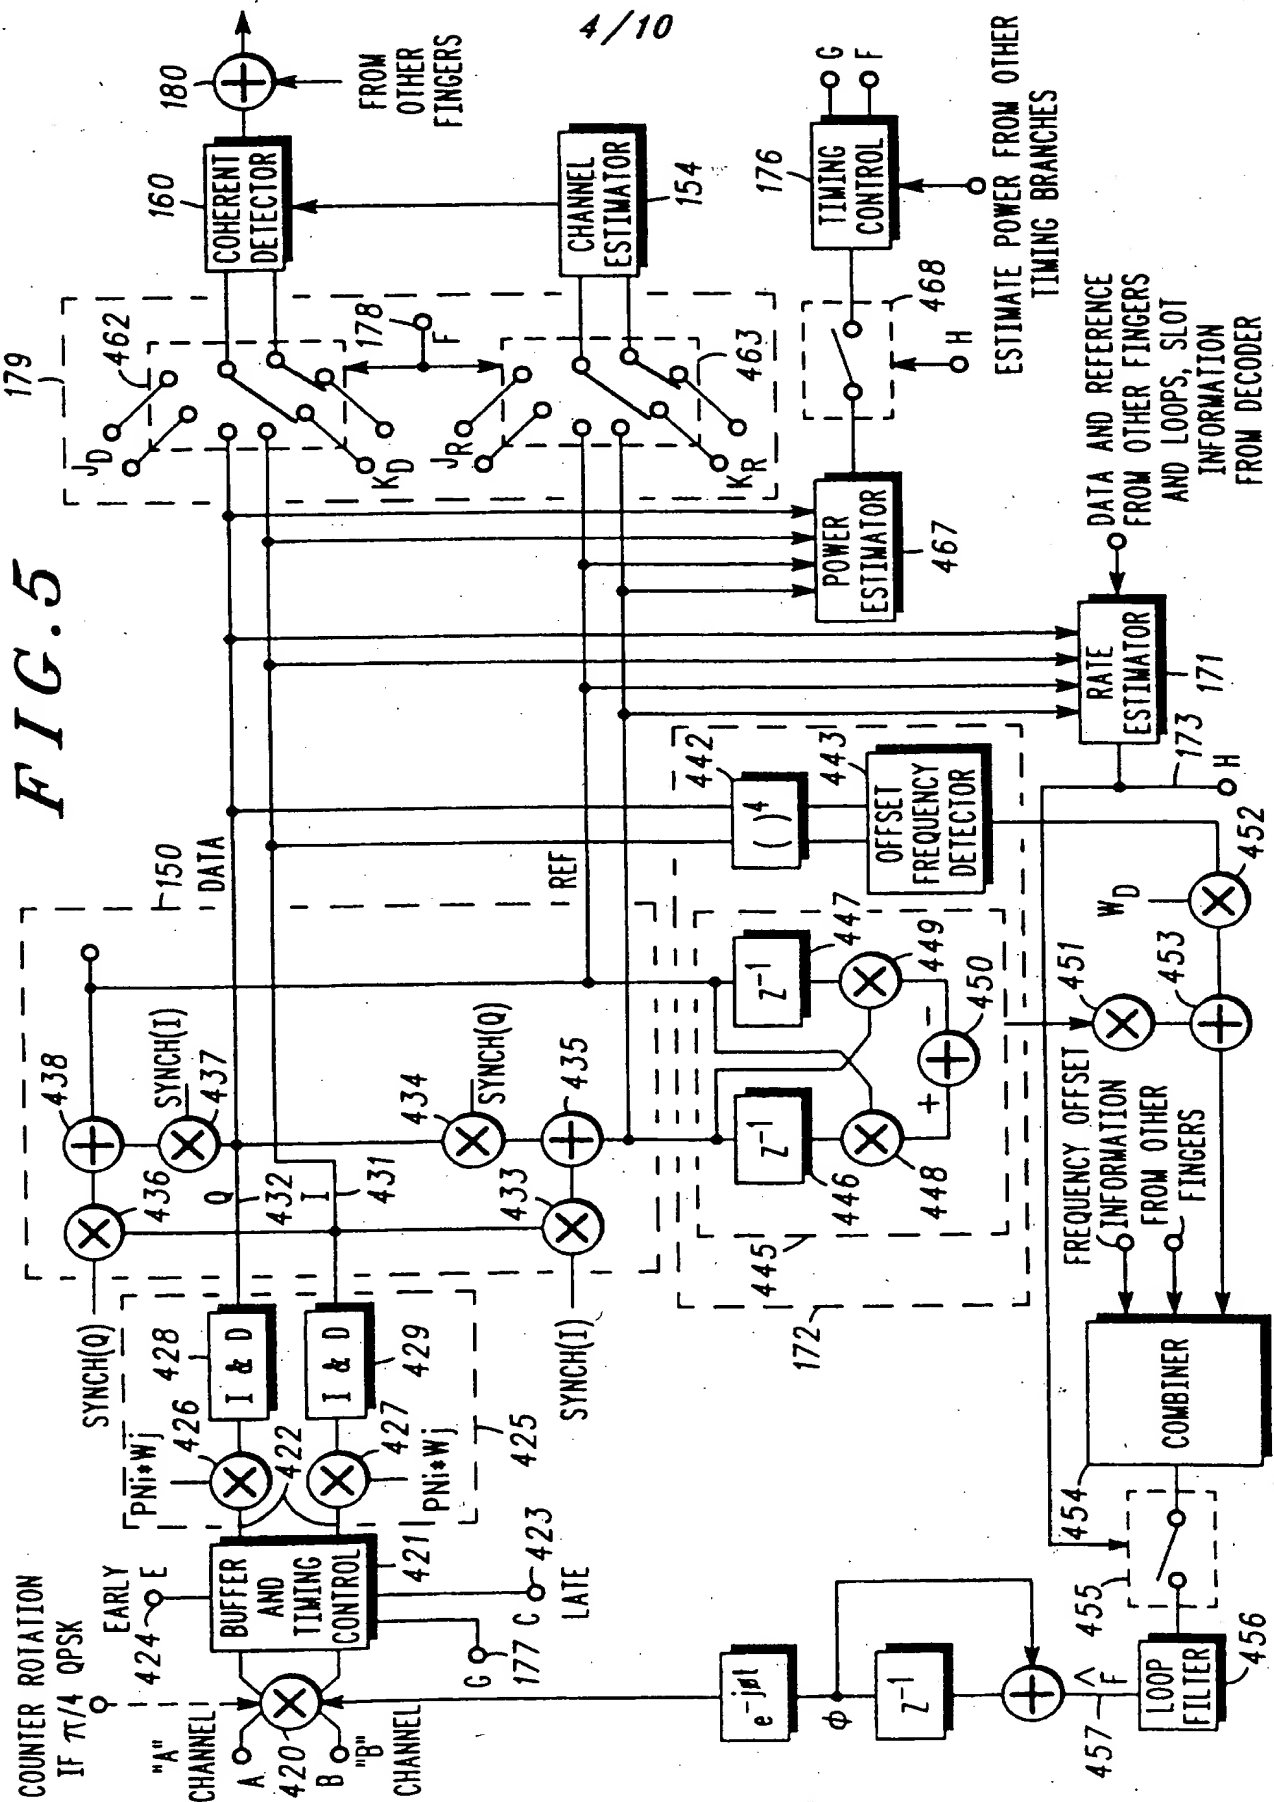 4/10
FIG.5
COUNTER ROTATION
IF π/4 QPSK
"A"
CHANNEL
A
420
B
"B"
CHANNEL
EARLY
424
E
BUFFER
AND
TIMING
CONTROL
421
G
177
C
423
LATE
422
PNi*Wj
426
PNi*Wj
427
425
I & D
428
I & D
429
SYNCH(Q)
SYNCH(I)
436
438
SYNCH(I)
437
Q
432
I
431
434
SYNCH(Q)
433
435
150
DATA
REF
179
JD
462
KD
178
F
JR
463
KR
COHERENT
DETECTOR
160
180
FROM
OTHER
FINGERS
CHANNEL
ESTIMATOR
154
POWER
ESTIMATOR
467
468
H
TIMING
CONTROL
176
G
F
ESTIMATE POWER FROM OTHER
TIMING BRANCHES
RATE
ESTIMATOR
171
173
H
DATA AND REFERENCE
FROM OTHER FINGERS
AND LOOPS, SLOT
INFORMATION
FROM DECODER
172
445
Z-1
446
Z-1
447
448
449
+
-
450
( )4
442
OFFSET
FREQUENCY
DETECTOR
443
451
WD
452
453
FREQUENCY OFFSET
INFORMATION
FROM OTHER
FINGERS
COMBINER
454
455
LOOP
FILTER
456
F^
457
Z-1
ϕ
e-jøt